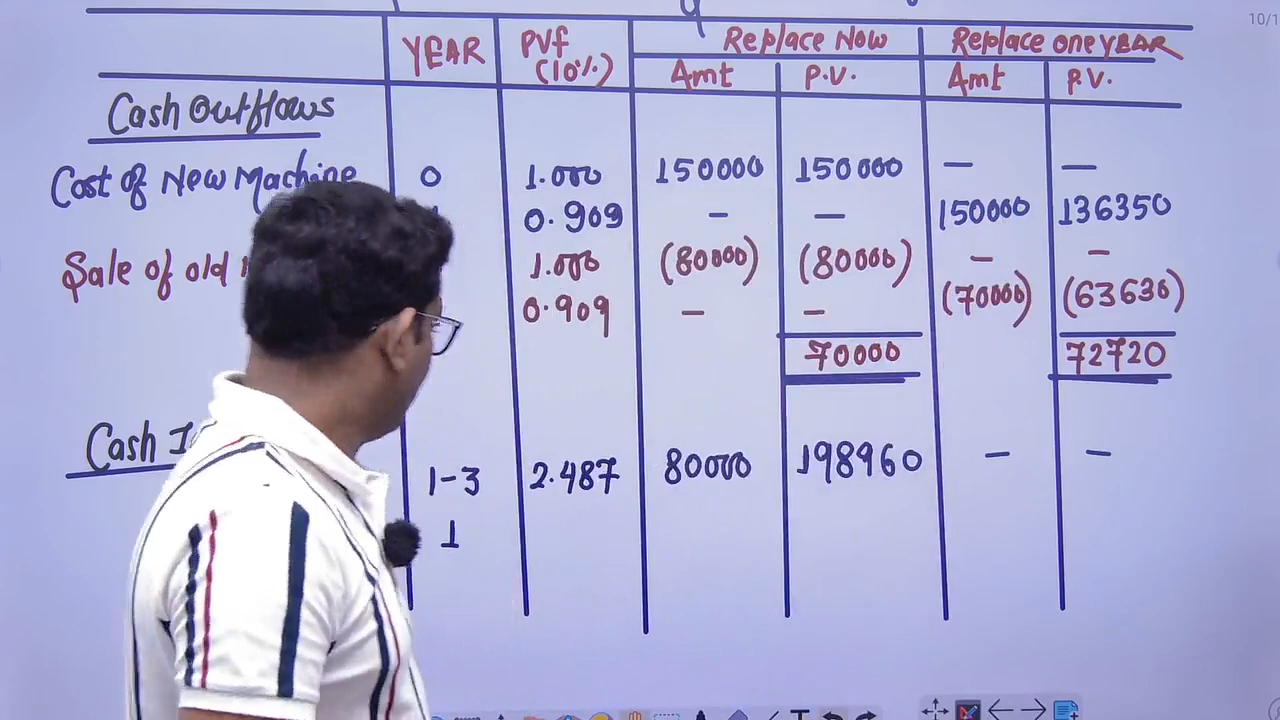 10/1
YEAR PVf (10%) Replace Now Replace one YEAR
Amt P.V. Amt P.V.
Cash Outflows
Cost of New Machine 0 1.000 150000 150000 — —
0.909 — — 150000 136350
Sale of old 1.000 (80000) (80000) — —
0.909 — — (70000) (63630)
70000 72720
Cash
1-3 2.487 80000 198960 — —
1